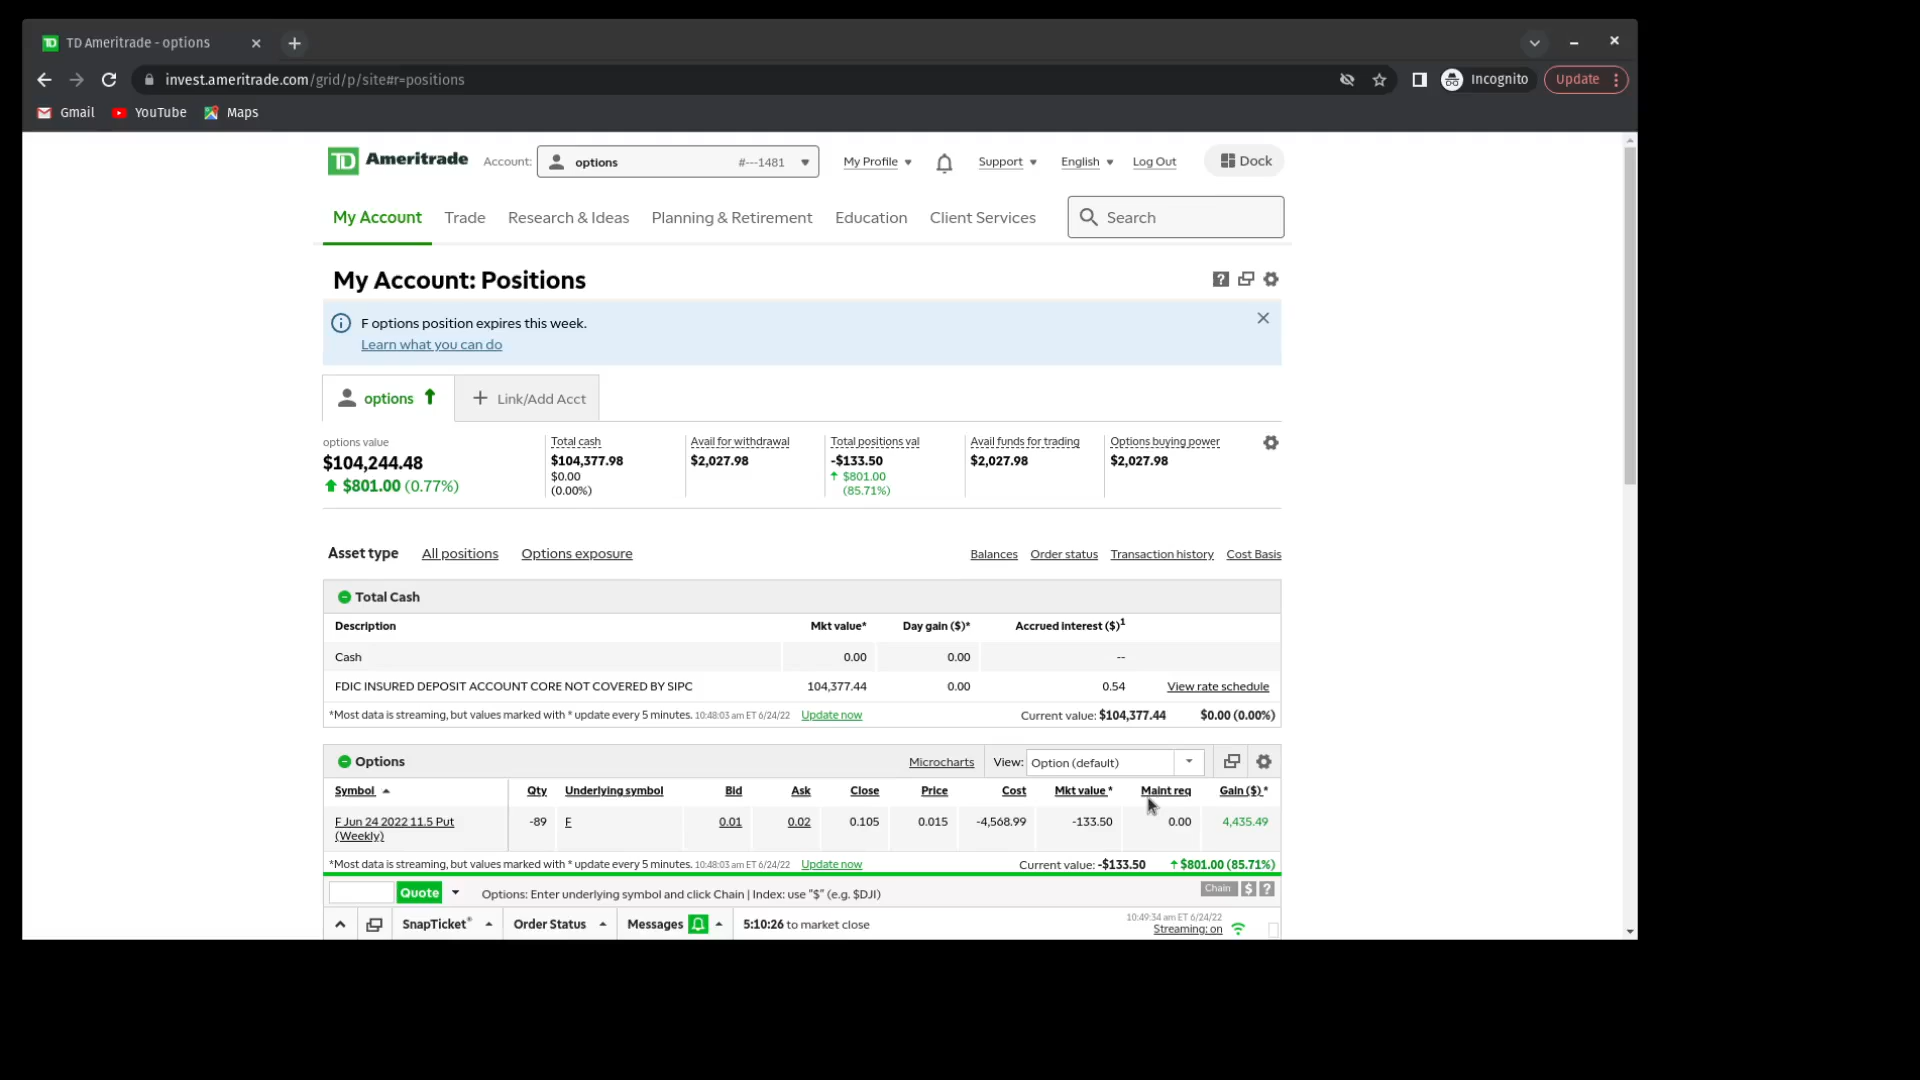 TD Ameritrade - options
invest.ameritrade.com/grid/p/site#r=positions
Incognito
Update
Gmail YouTube Maps
TD Ameritrade Account: options #---1481 My Profile Support English Log Out Dock
My Account Trade Research & Ideas Planning & Retirement Education Client Services Search
My Account: Positions ?
F options position expires this week.
Learn what you can do
options + Link/Add Acct
options value Total cash Avail for withdrawal Total positions val Avail funds for trading Options buying power
$104,244.48 $104,377.98 $2,027.98 -$133.50 $2,027.98 $2,027.98
$801.00 (0.77%) $0.00 $801.00
(0.00%) (85.71%)
Asset type All positions Options exposure Balances Order status Transaction history Cost Basis
Total Cash
Description Mkt value* Day gain ($)* Accrued interest ($)1
Cash 0.00 0.00 --
FDIC INSURED DEPOSIT ACCOUNT CORE NOT COVERED BY SIPC 104,377.44 0.00 0.54 View rate schedule
*Most data is streaming, but values marked with * update every 5 minutes. 10:48:03 am ET 6/24/22 Update now Current value: $104,377.44 $0.00 (0.00%)
Options Microcharts View: Option (default)
Symbol Qty Underlying symbol Bid Ask Close Price Cost Mkt value * Maint req Gain ($) *
F Jun 24 2022 11.5 Put -89 F 0.01 0.02 0.105 0.015 -4,568.99 -133.50 0.00 4,435.49
(Weekly)
*Most data is streaming, but values marked with * update every 5 minutes. 10:48:03 am ET 6/24/22 Update now Current value: -$133.50 $801.00 (85.71%)
Quote Options: Enter underlying symbol and click Chain | Index: use "$" (e.g. $DJI) Chain $ ?
SnapTicket® Order Status Messages 5:10:26 to market close 10:49:34 am ET 6/24/22
Streaming: on